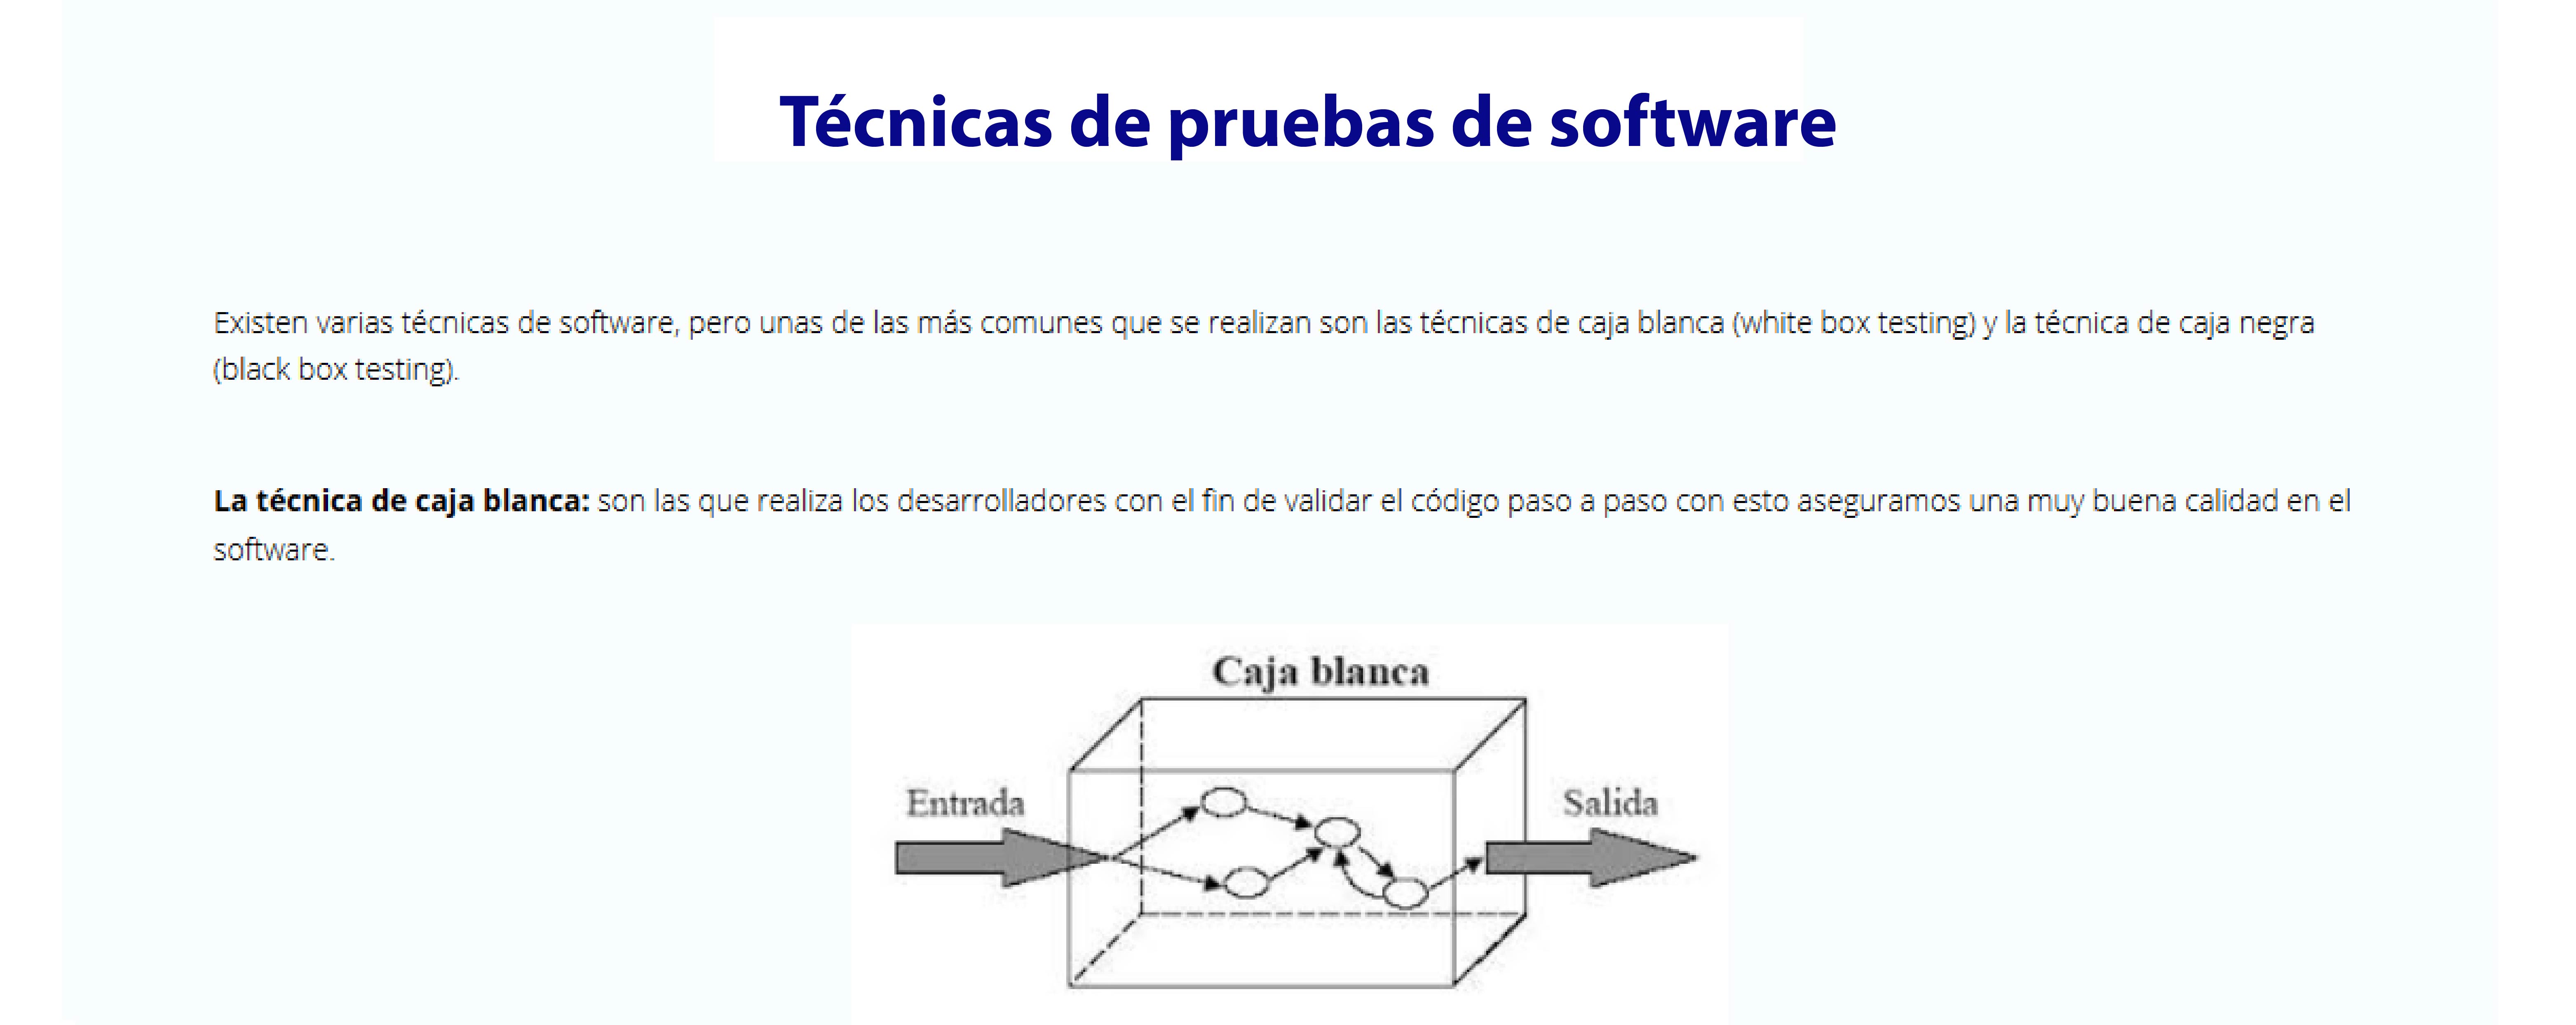 Técnicas de pruebas de software
Existen varias técnicas de software, pero unas de las más comunes que se realizan son las técnicas de caja blanca (white box testing) y la técnica de caja negra
(black box testing).
La técnica de caja blanca: son las que realiza los desarrolladores con el fin de validar el código paso a paso con esto aseguramos una muy buena calidad en el
software.
Caja blanca
Entrada
Salida